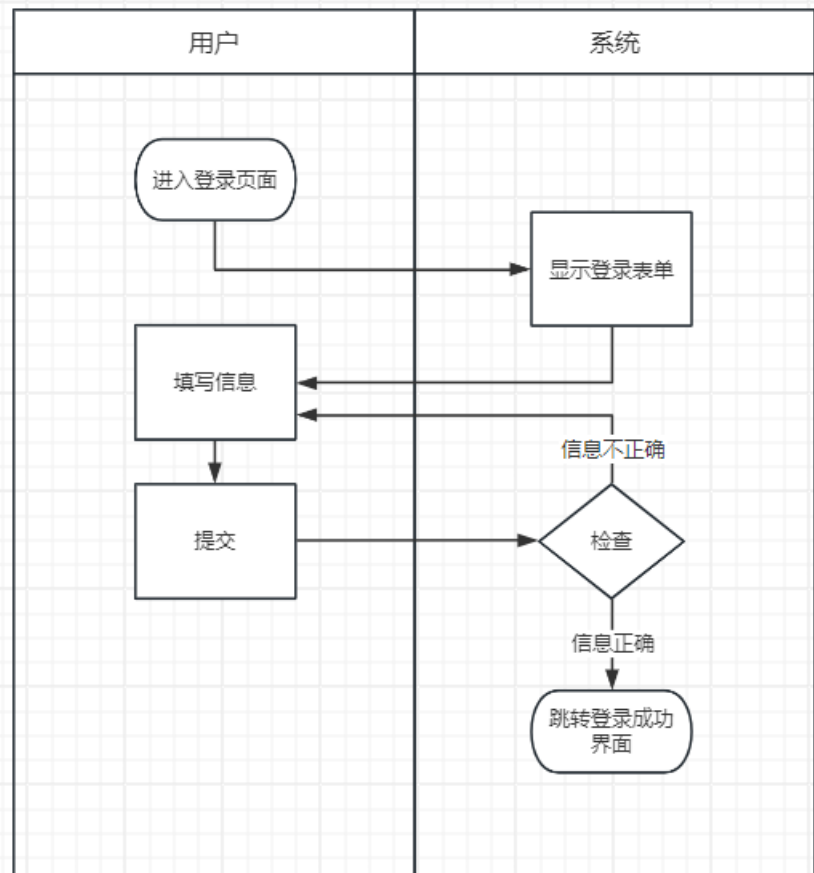 用户
系统
进入登录页面
显示登录表单
填写信息
信息不正确
提交
检查
信息正确
跳转登录成功
界面